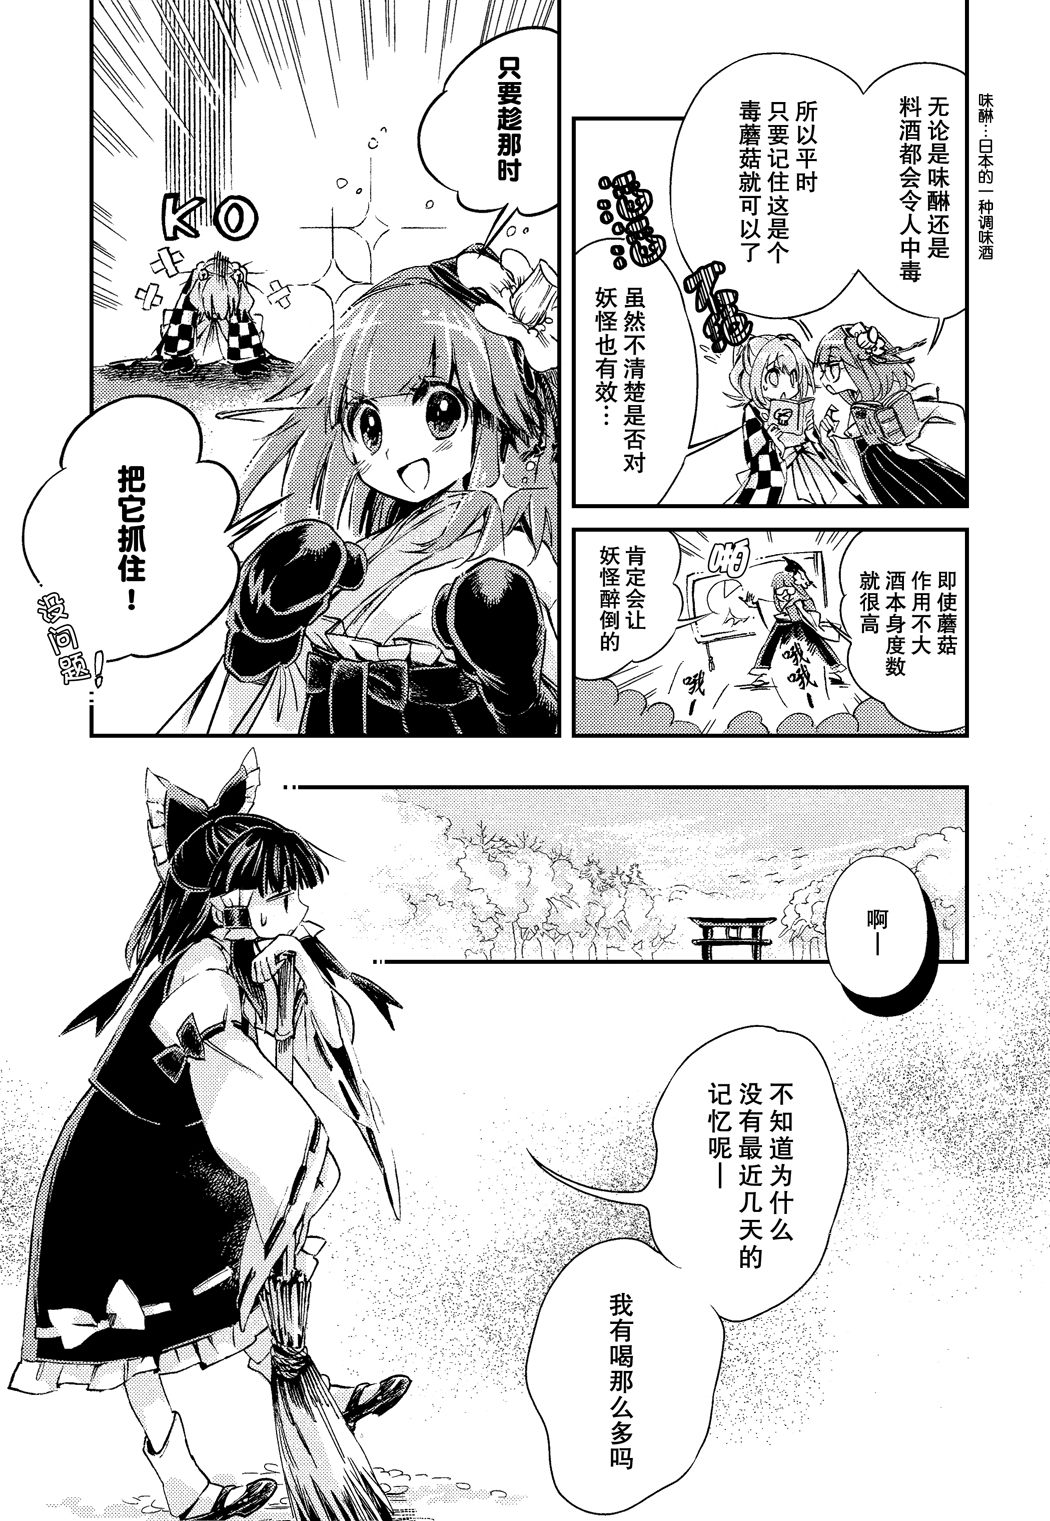 味醂…日本的一种调味酒
无论是味醂还是
料酒都会令人中毒
所以平时
只要记住这是个
毒蘑菇就可以了
虽然不清楚是否对
妖怪也有效…
即使蘑菇
作用不大
酒本身度数
就很高
啪
哦
哦
哦
肯定会让
妖怪醉倒的
只要趁那时
KO
把它抓住！
没问题！
啊—
不知道为什么
没有最近几天的
记忆呢—
我有喝那么多吗